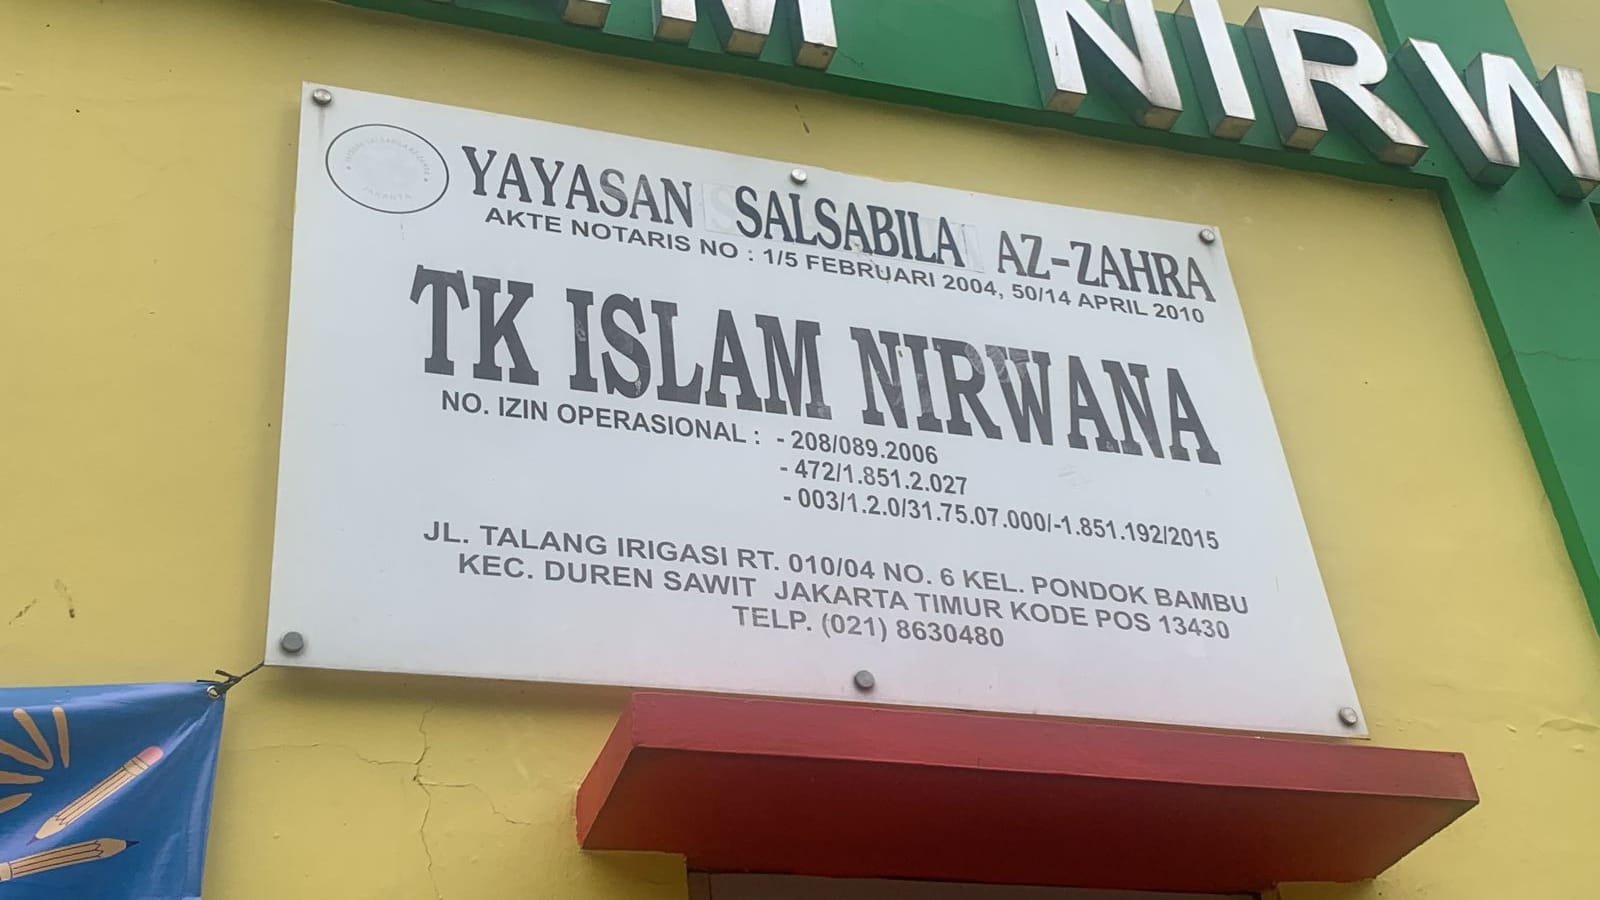 M NIRW
YAYASAN SALSABILA AZ-ZAHRA
AKTE NOTARIS NO : 1/5 FEBRUARI 2004, 50/14 APRIL 2010
TK ISLAM NIRWANA
NO. IZIN OPERASIONAL : - 208/089.2006
- 472/1.851.2.027
- 003/1.2.0/31.75.07.000/-1.851.192/2015
JL. TALANG IRIGASI RT. 010/04 NO. 6 KEL. PONDOK BAMBU
KEC. DUREN SAWIT JAKARTA TIMUR KODE POS 13430
TELP. (021) 8630480